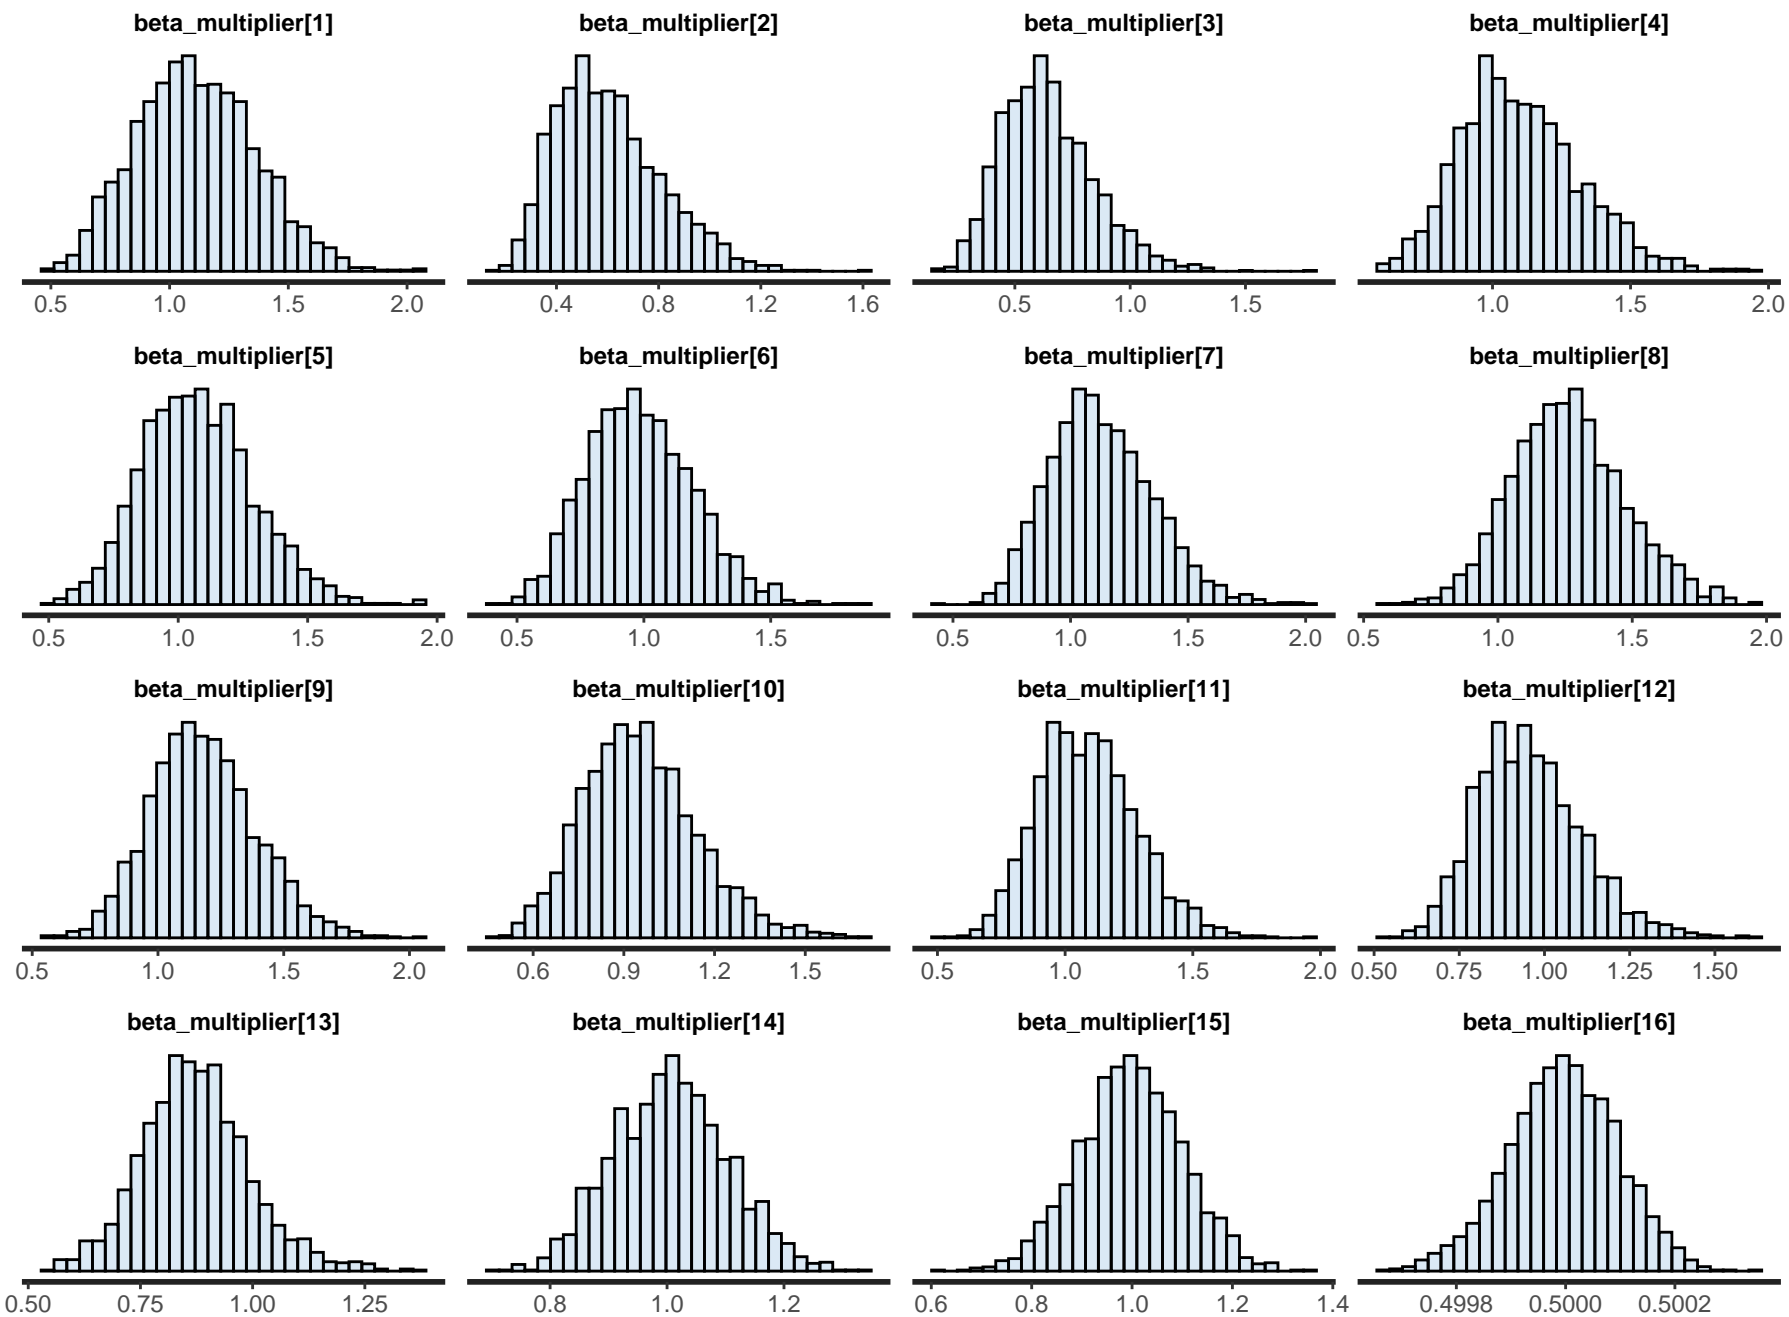 beta_multiplier[1] beta_multiplier[2] beta_multiplier[3] beta_multiplier[4]
0.5 1.0 1.5 2.0 0.4 0.8 1.2 1.6 0.5 1.0 1.5 1.0 1.5 2.0
beta_multiplier[5] beta_multiplier[6] beta_multiplier[7] beta_multiplier[8]
0.5 1.0 1.5 2.0 0.5 1.0 1.5 0.5 1.0 1.5 2.0 0.5 1.0 1.5 2.0
beta_multiplier[9] beta_multiplier[10] beta_multiplier[11] beta_multiplier[12]
0.5 1.0 1.5 2.0 0.6 0.9 1.2 1.5 0.5 1.0 1.5 2.0 0.50 0.75 1.00 1.25 1.50
beta_multiplier[13] beta_multiplier[14] beta_multiplier[15] beta_multiplier[16]
0.50 0.75 1.00 1.25 0.8 1.0 1.2 0.6 0.8 1.0 1.2 1.4 0.4998 0.5000 0.5002